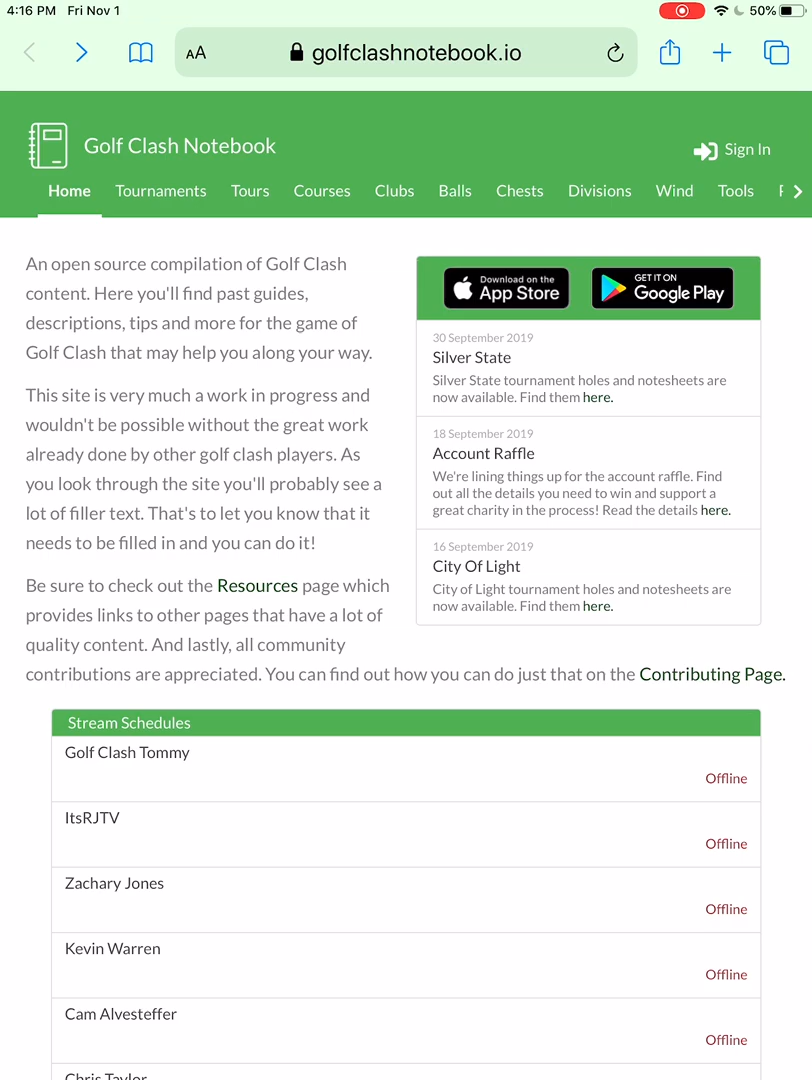 4:16 PM Fri Nov 1
50%
AA golfclashnotebook.io
Golf Clash Notebook
Sign In
Home Tournaments Tours Courses Clubs Balls Chests Divisions Wind Tools
An open source compilation of Golf Clash
content. Here you'll find past guides,
descriptions, tips and more for the game of
Golf Clash that may help you along your way.
This site is very much a work in progress and
wouldn't be possible without the great work
already done by other golf clash players. As
you look through the site you'll probably see a
lot of filler text. That's to let you know that it
needs to be filled in and you can do it!
Be sure to check out the Resources page which
provides links to other pages that have a lot of
quality content. And lastly, all community
contributions are appreciated. You can find out how you can do just that on the Contributing Page.
Download on the
App Store
GET IT ON
Google Play
30 September 2019
Silver State
Silver State tournament holes and notesheets are
now available. Find them here.
18 September 2019
Account Raffle
We're lining things up for the account raffle. Find
out all the details you need to win and support a
great charity in the process! Read the details here.
16 September 2019
City Of Light
City of Light tournament holes and notesheets are
now available. Find them here.
Stream Schedules
Golf Clash Tommy
Offline
ItsRJTV
Offline
Zachary Jones
Offline
Kevin Warren
Offline
Cam Alvesteffer
Offline
Chris Taylor